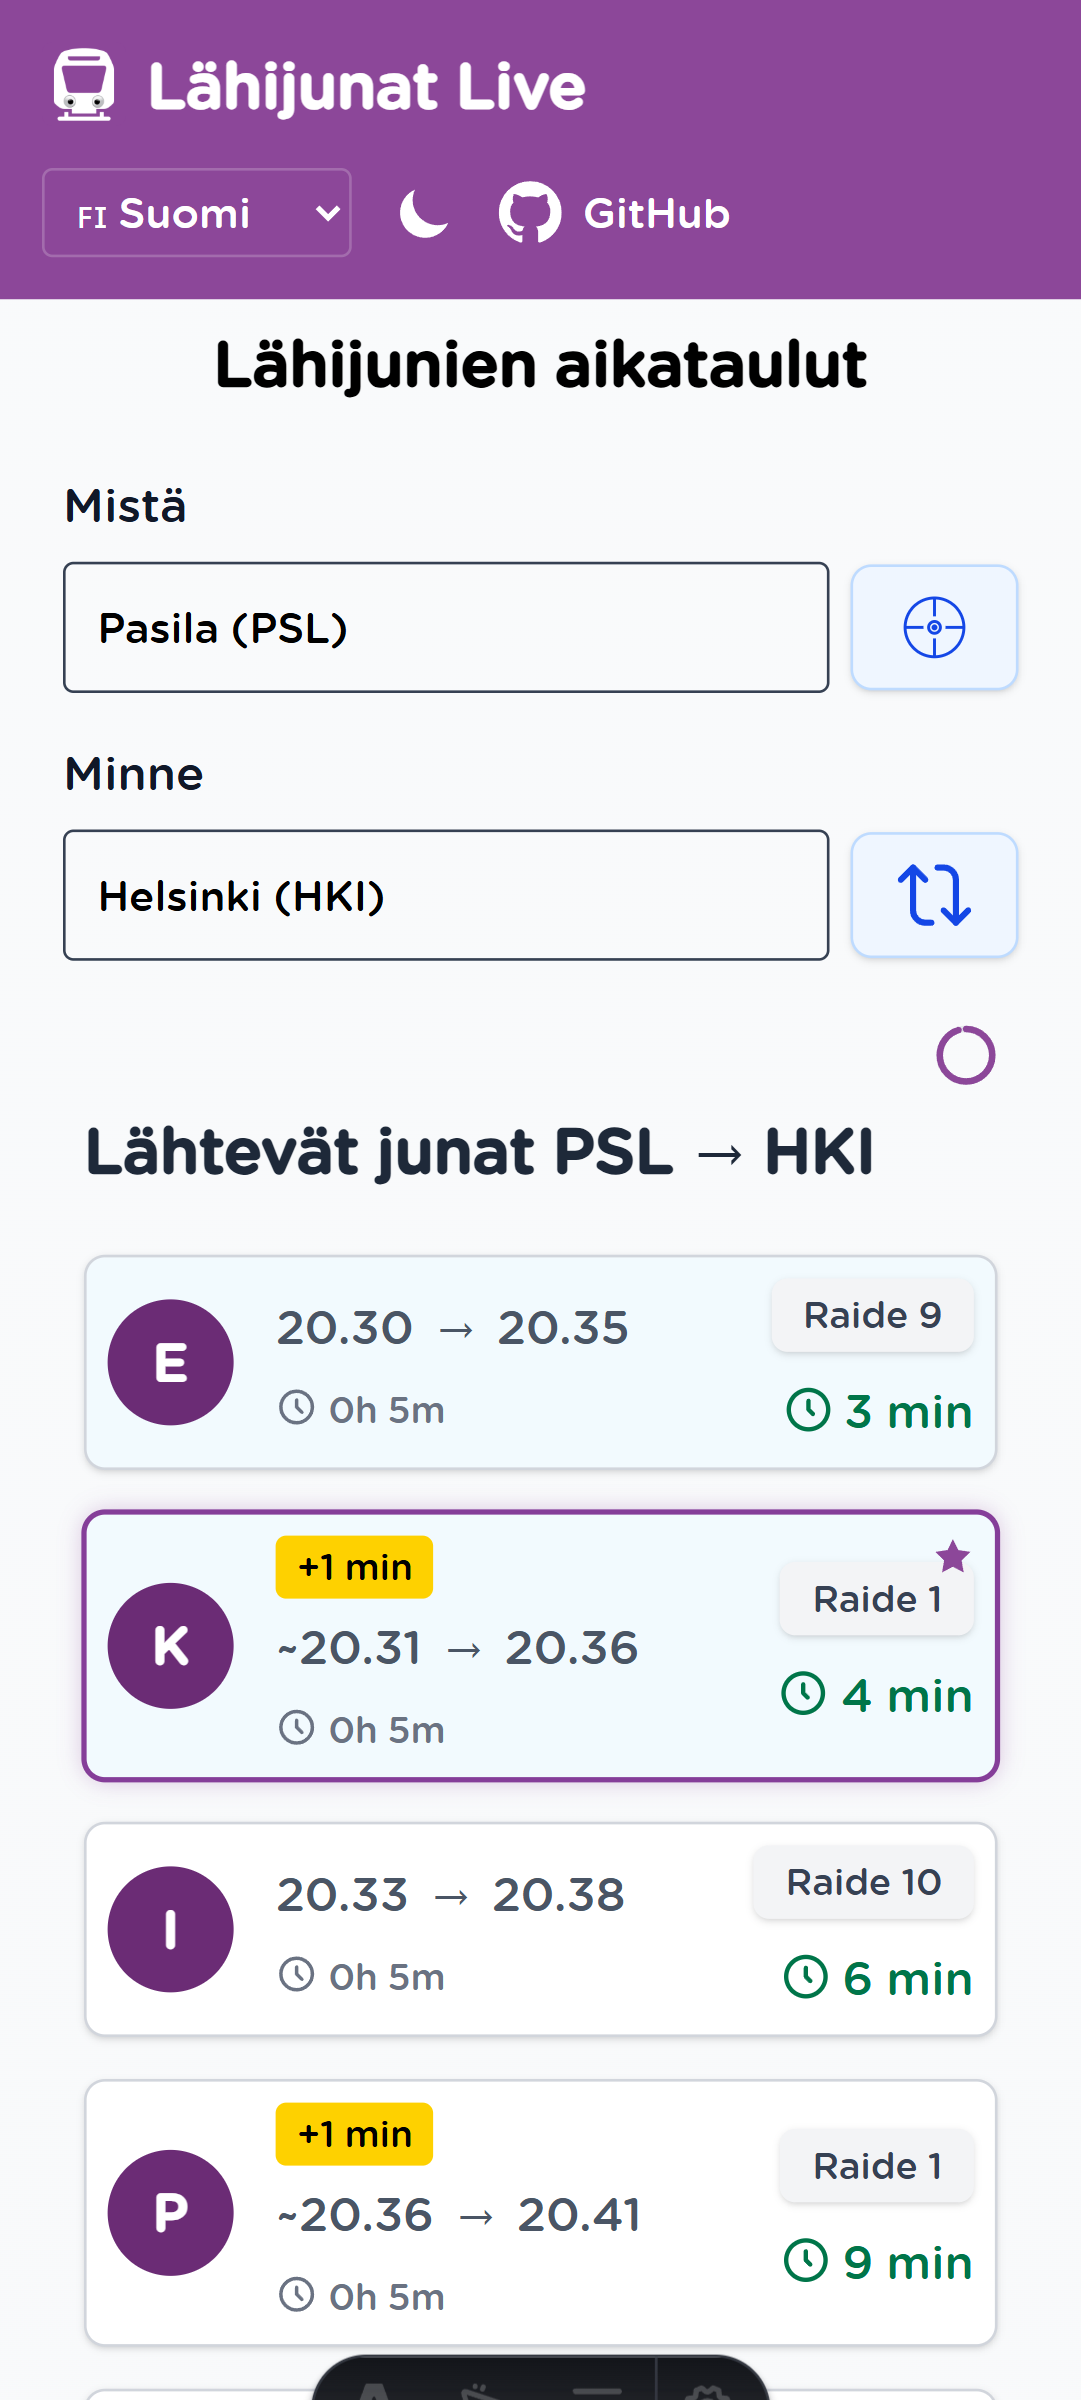 Lähijunat Live
FI Suomi
GitHub
Lähijunien aikataulut
Mistä
Pasila (PSL)
Minne
Helsinki (HKI)
Lähtevät junat PSL → HKI
E
20.30 → 20.35
Raide 9
0h 5m
3 min
+1 min
K
~20.31 → 20.36
Raide 1
0h 5m
4 min
I
20.33 → 20.38
Raide 10
0h 5m
6 min
+1 min
P
~20.36 → 20.41
Raide 1
0h 5m
9 min